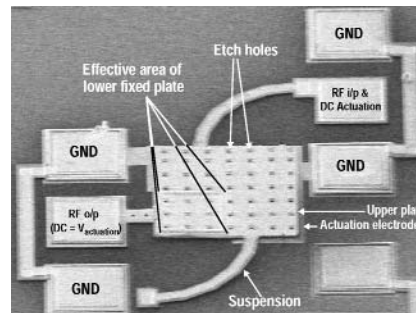 GND
Etch holes
Effective area of
lower fixed plate
RF i/p &
DC Actuation
GND
GND
RF o/p
(DC = Vactuation)
Upper pla
Actuation electrode
GND
Suspension